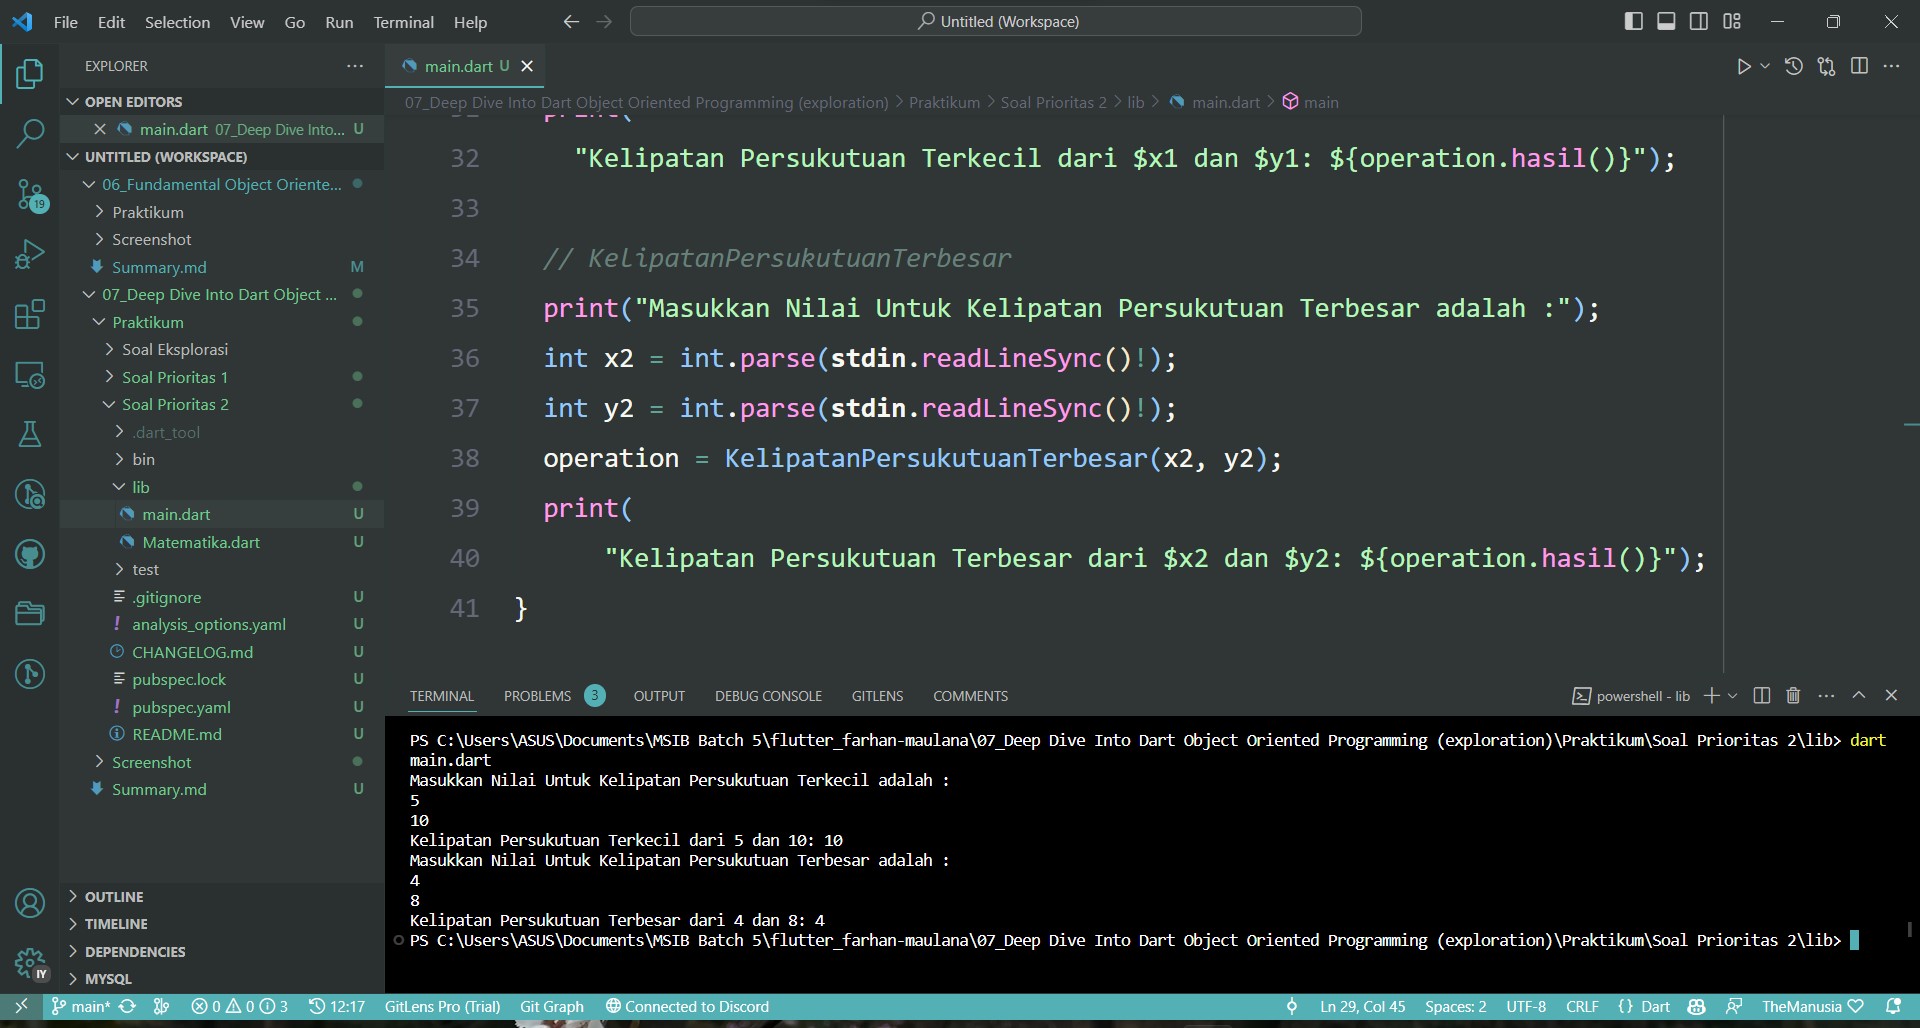 File Edit Selection View Go Run Terminal Help
Untitled (Workspace)
EXPLORER
OPEN EDITORS
main.dart 07_Deep Dive Into... U
UNTITLED (WORKSPACE)
06_Fundamental Object Oriente...
Praktikum
Screenshot
Summary.md M
07_Deep Dive Into Dart Object ...
Praktikum
Soal Eksplorasi
Soal Prioritas 1
Soal Prioritas 2
.dart_tool
bin
lib
main.dart U
Matematika.dart U
test
.gitignore U
analysis_options.yaml U
CHANGELOG.md U
pubspec.lock U
pubspec.yaml U
README.md U
Screenshot
Summary.md U
OUTLINE
TIMELINE
DEPENDENCIES
MYSQL
19
IY
main.dart U
07_Deep Dive Into Dart Object Oriented Programming (exploration) > Praktikum > Soal Prioritas 2 > lib > main.dart > main
32 "Kelipatan Persukutuan Terkecil dari $x1 dan $y1: ${operation.hasil()}");
33
34 // KelipatanPersukutuanTerbesar
35 print("Masukkan Nilai Untuk Kelipatan Persukutuan Terbesar adalah :");
36 int x2 = int.parse(stdin.readLineSync()!);
37 int y2 = int.parse(stdin.readLineSync()!);
38 operation = KelipatanPersukutuanTerbesar(x2, y2);
39 print(
40 "Kelipatan Persukutuan Terbesar dari $x2 dan $y2: ${operation.hasil()}");
41 }
TERMINAL PROBLEMS 3 OUTPUT DEBUG CONSOLE GITLENS COMMENTS
powershell - lib
PS C:\Users\ASUS\Documents\MSIB Batch 5\flutter_farhan-maulana\07_Deep Dive Into Dart Object Oriented Programming (exploration)\Praktikum\Soal Prioritas 2\lib> dart
main.dart
Masukkan Nilai Untuk Kelipatan Persukutuan Terkecil adalah :
5
10
Kelipatan Persukutuan Terkecil dari 5 dan 10: 10
Masukkan Nilai Untuk Kelipatan Persukutuan Terbesar adalah :
4
8
Kelipatan Persukutuan Terbesar dari 4 dan 8: 4
PS C:\Users\ASUS\Documents\MSIB Batch 5\flutter_farhan-maulana\07_Deep Dive Into Dart Object Oriented Programming (exploration)\Praktikum\Soal Prioritas 2\lib>
main* 0 0 3 12:17 GitLens Pro (Trial) Git Graph Connected to Discord Ln 29, Col 45 Spaces: 2 UTF-8 CRLF {} Dart TheManusia